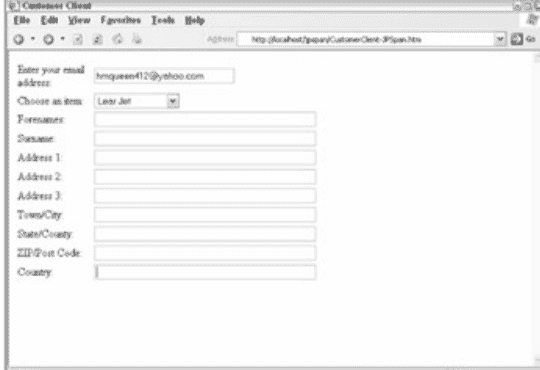 Customer Client
File Edit View Favorites Tools Help
Address http://localhost/jpspan/CustomerClient-JPSpan.htm Go
Enter your email
address: hmqueen412@yahoo.com
Choose an item: Lear Jet
Forenames:
Surname:
Address 1:
Address 2:
Address 3:
Town/City:
State/County:
ZIP/Post Code:
Country: